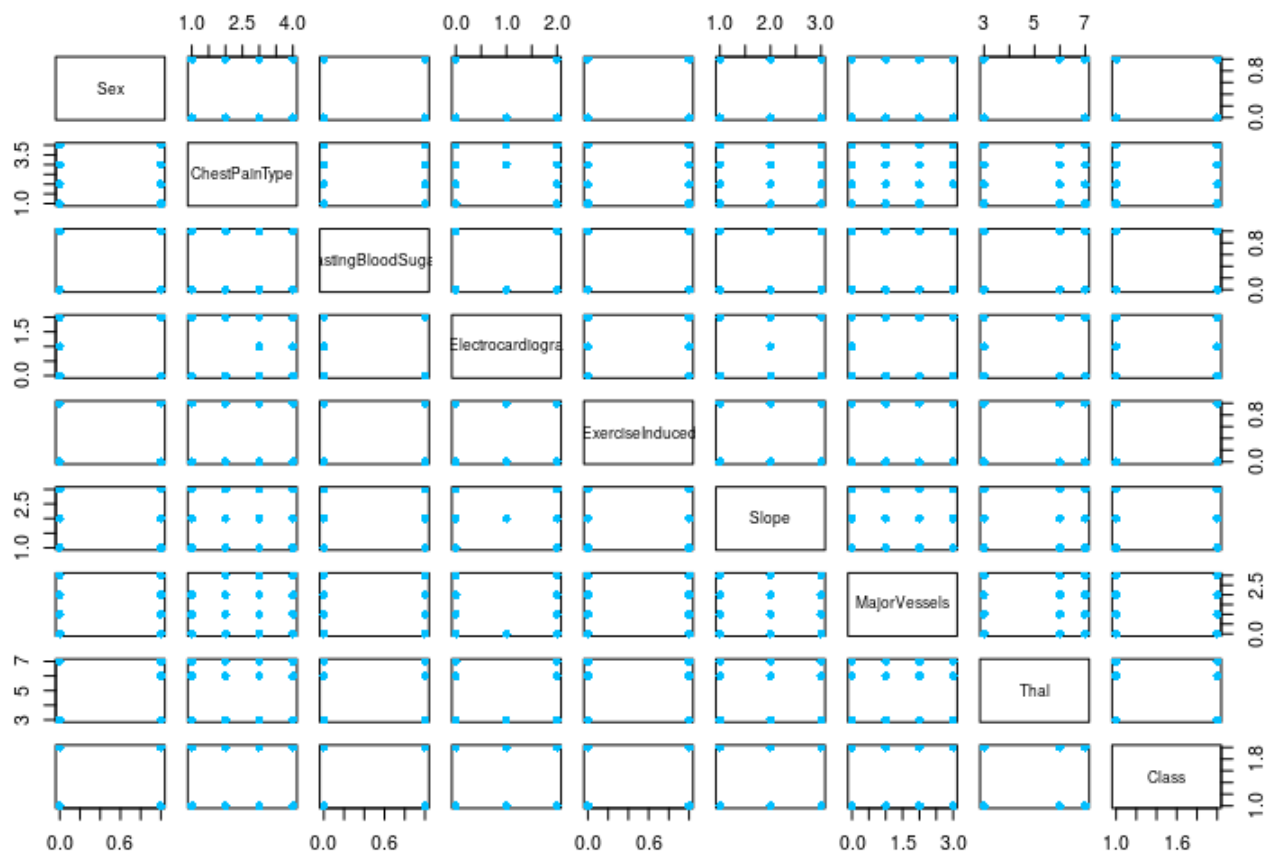 1.0 2.5 4.0 0.0 1.0 2.0 1.0 2.0 3.0 3 5 7
Sex 0.0 0.8
1.0 3.5 ChestPainType
astingBloodSuga 0.0 0.8
0.0 1.5 Electrocardiogra
ExerciseInduced 0.0 0.8
1.0 2.5 Slope
MajorVessels 0.0 2.5
3 5 7 Thal
Class 1.0 1.8
0.0 0.6 0.0 0.6 0.0 0.6 0.0 1.5 3.0 1.0 1.6